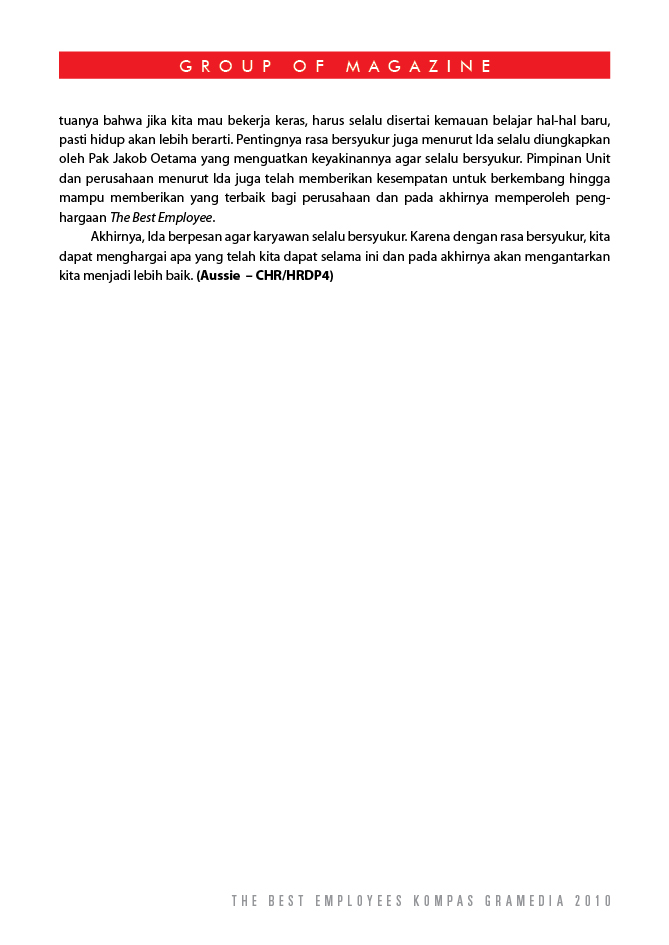 GROUP OF MAGAZINE
tuanya bahwa jika kita mau bekerja keras, harus selalu disertai kemauan belajar hal-hal baru,
pasti hidup akan lebih berarti. Pentingnya rasa bersyukur juga menurut Ida selalu diungkapkan
oleh Pak Jakob Oetama yang menguatkan keyakinannya agar selalu bersyukur. Pimpinan Unit
dan perusahaan menurut Ida juga telah memberikan kesempatan untuk berkembang hingga
mampu memberikan yang terbaik bagi perusahaan dan pada akhirnya memperoleh peng-
hargaan The Best Employee.
Akhirnya, Ida berpesan agar karyawan selalu bersyukur. Karena dengan rasa bersyukur, kita
dapat menghargai apa yang telah kita dapat selama ini dan pada akhirnya akan mengantarkan
kita menjadi lebih baik. (Aussie – CHR/HRDP4)
THE BEST EMPLOYEES KOMPAS GRAMEDIA 2010